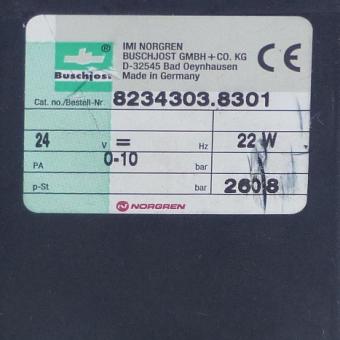 IMI NORGREN
BUSCHJOST GMBH + CO. KG
D-32545 Bad Oeynhausen
Made in Germany
® Buschjost
CE
Cat. no./Bestell-Nr 8234303.8301
24 V = Hz 22 W
PA 0-10 bar
p-St bar 2608
NORGREN